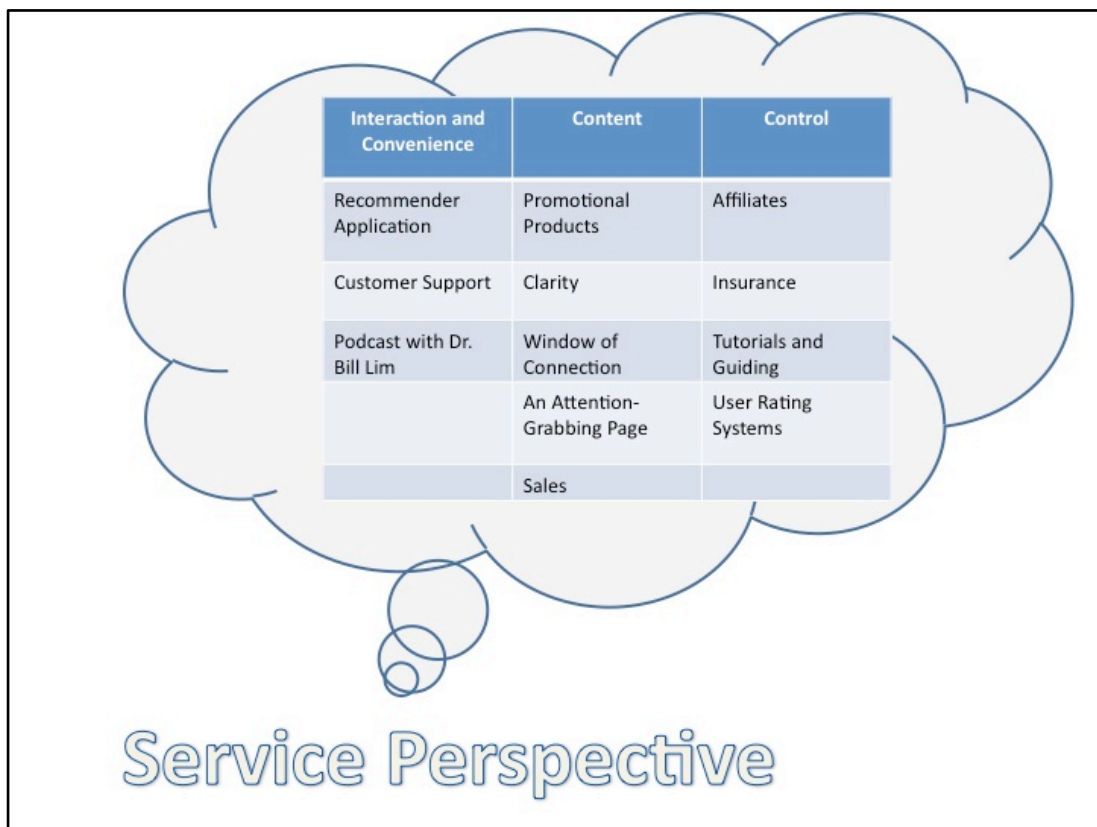 Interaction and
Convenience
Content
Control
Recommender
Application
Promotional
Products
Affiliates
Customer Support
Clarity
Insurance
Podcast with Dr.
Bill Lim
Window of
Connection
Tutorials and
Guiding
An Attention-
Grabbing Page
User Rating
Systems
Sales
Service Perspective